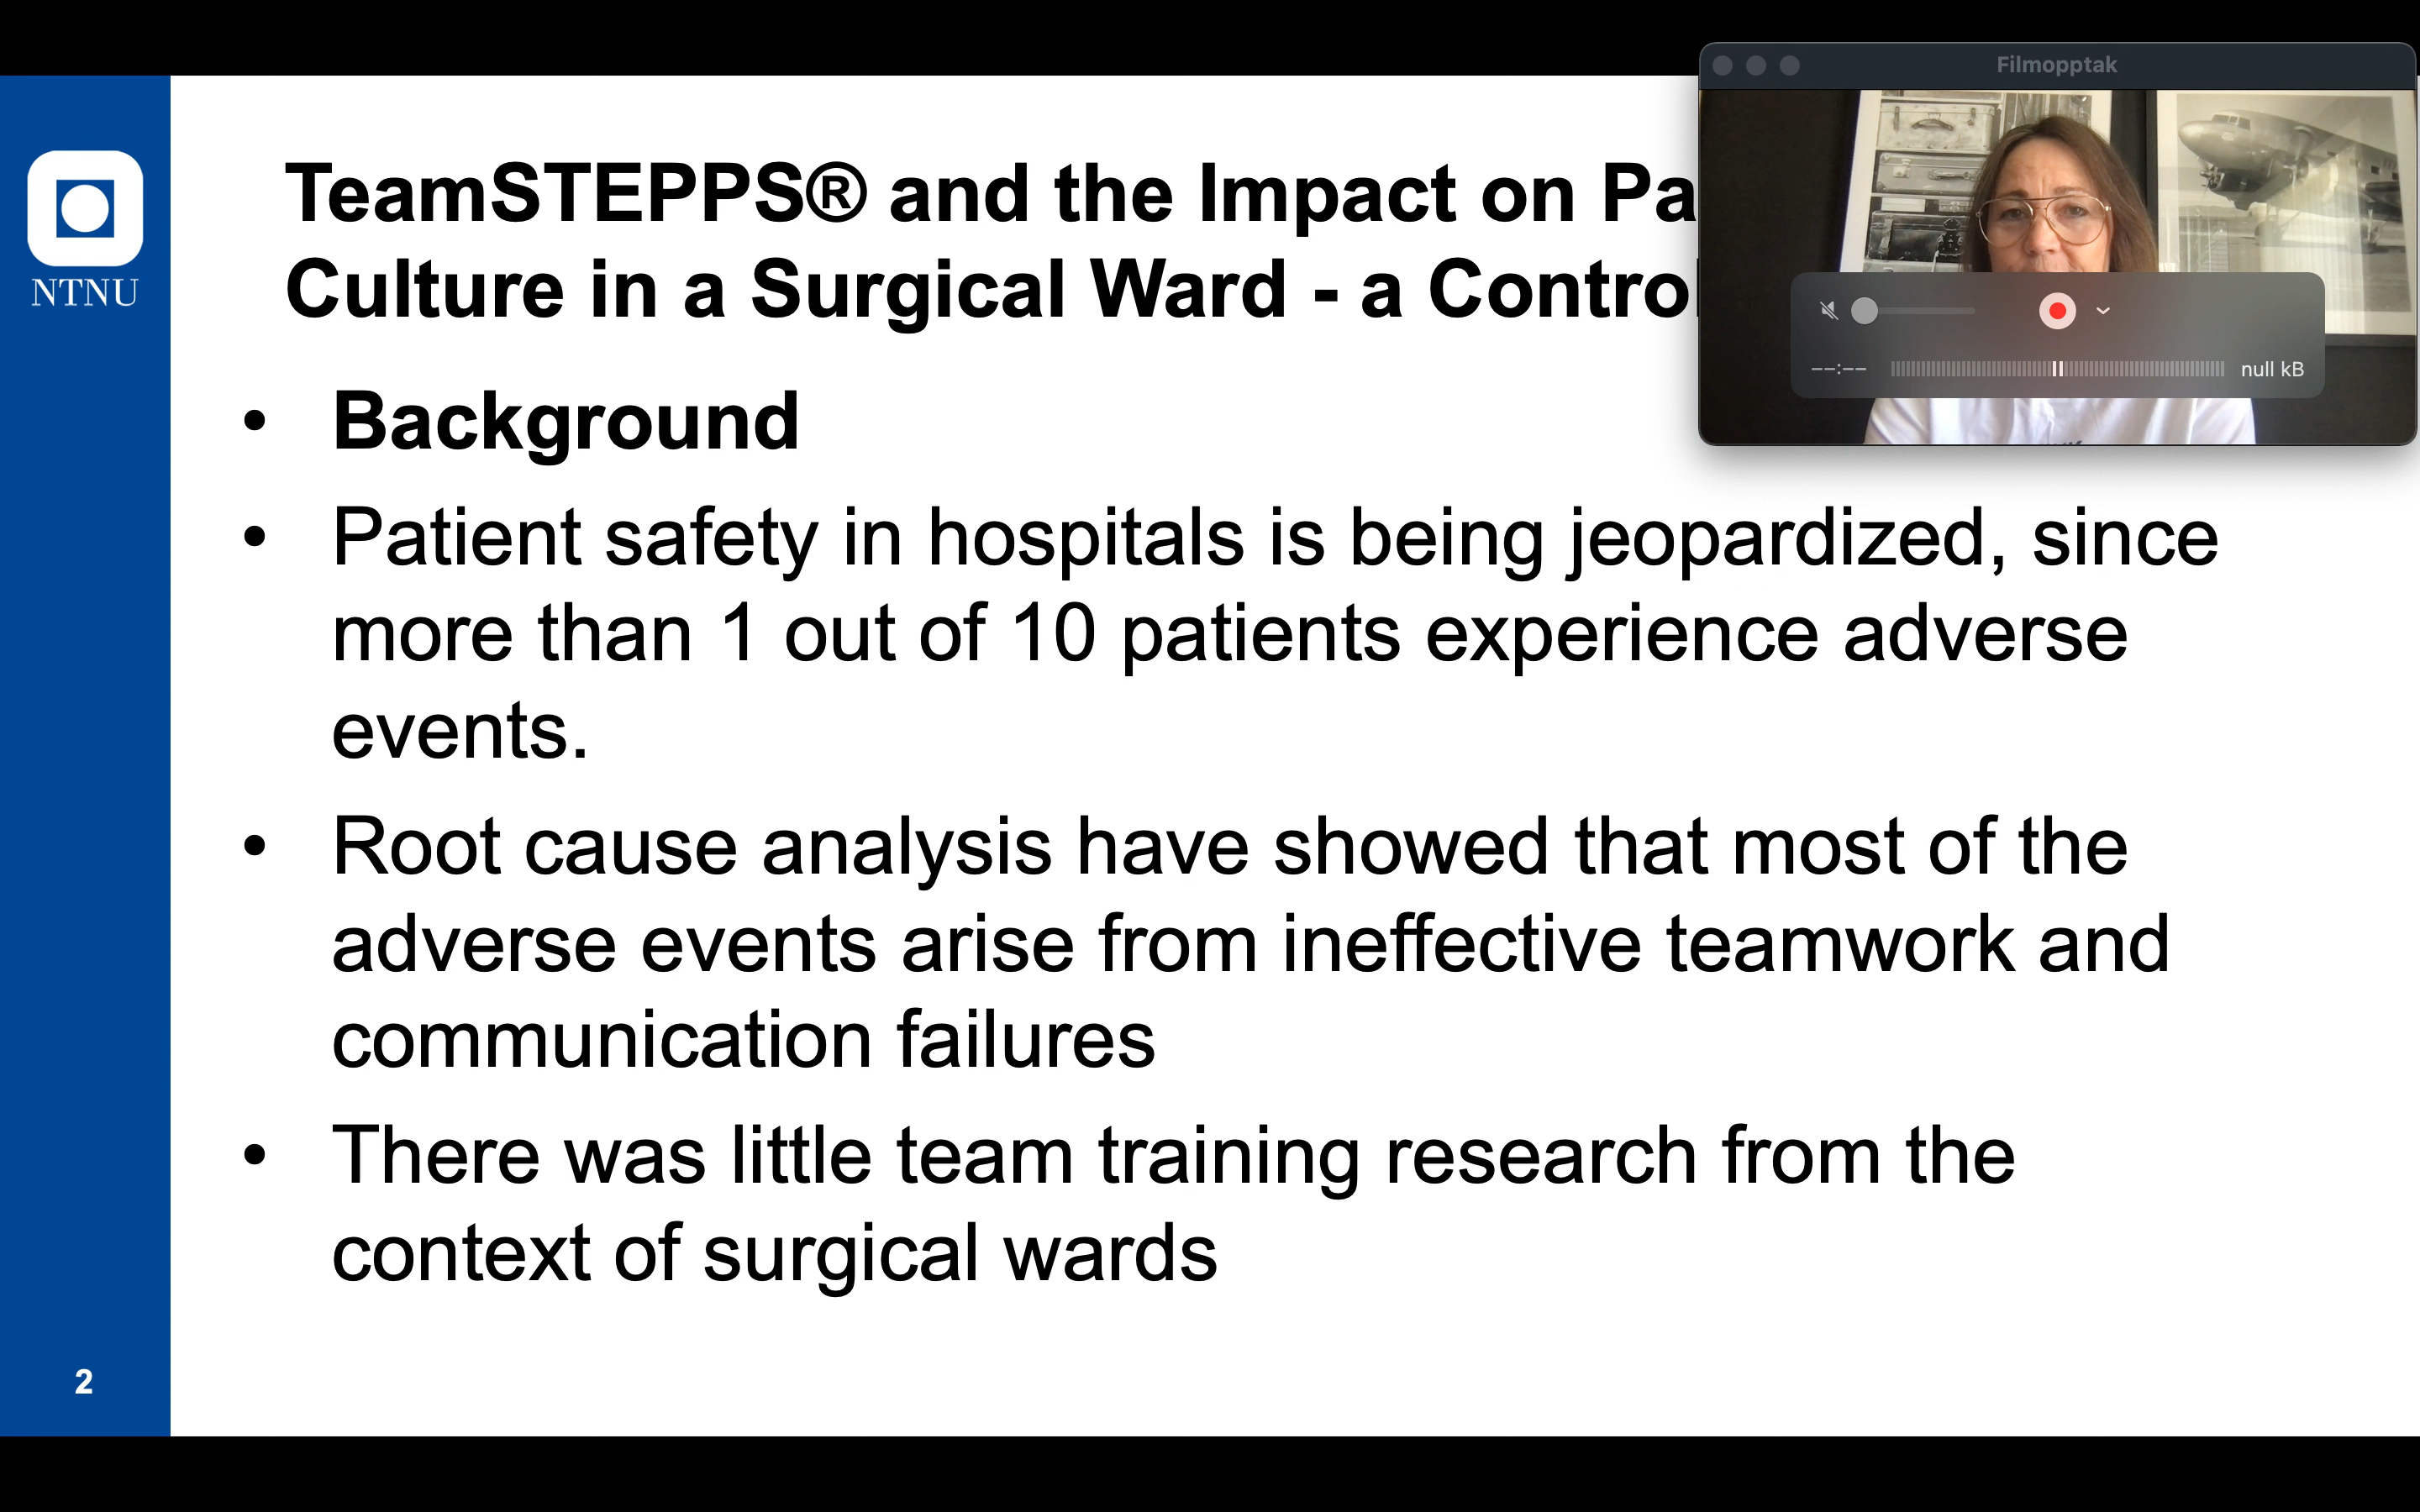 Filmopptak
TeamSTEPPS® and the Impact on Pa
Culture in a Surgical Ward - a Contro
NTNU
--:--
null kB
• Background
• Patient safety in hospitals is being jeopardized, since
more than 1 out of 10 patients experience adverse
events.
• Root cause analysis have showed that most of the
adverse events arise from ineffective teamwork and
communication failures
• There was little team training research from the
context of surgical wards
2